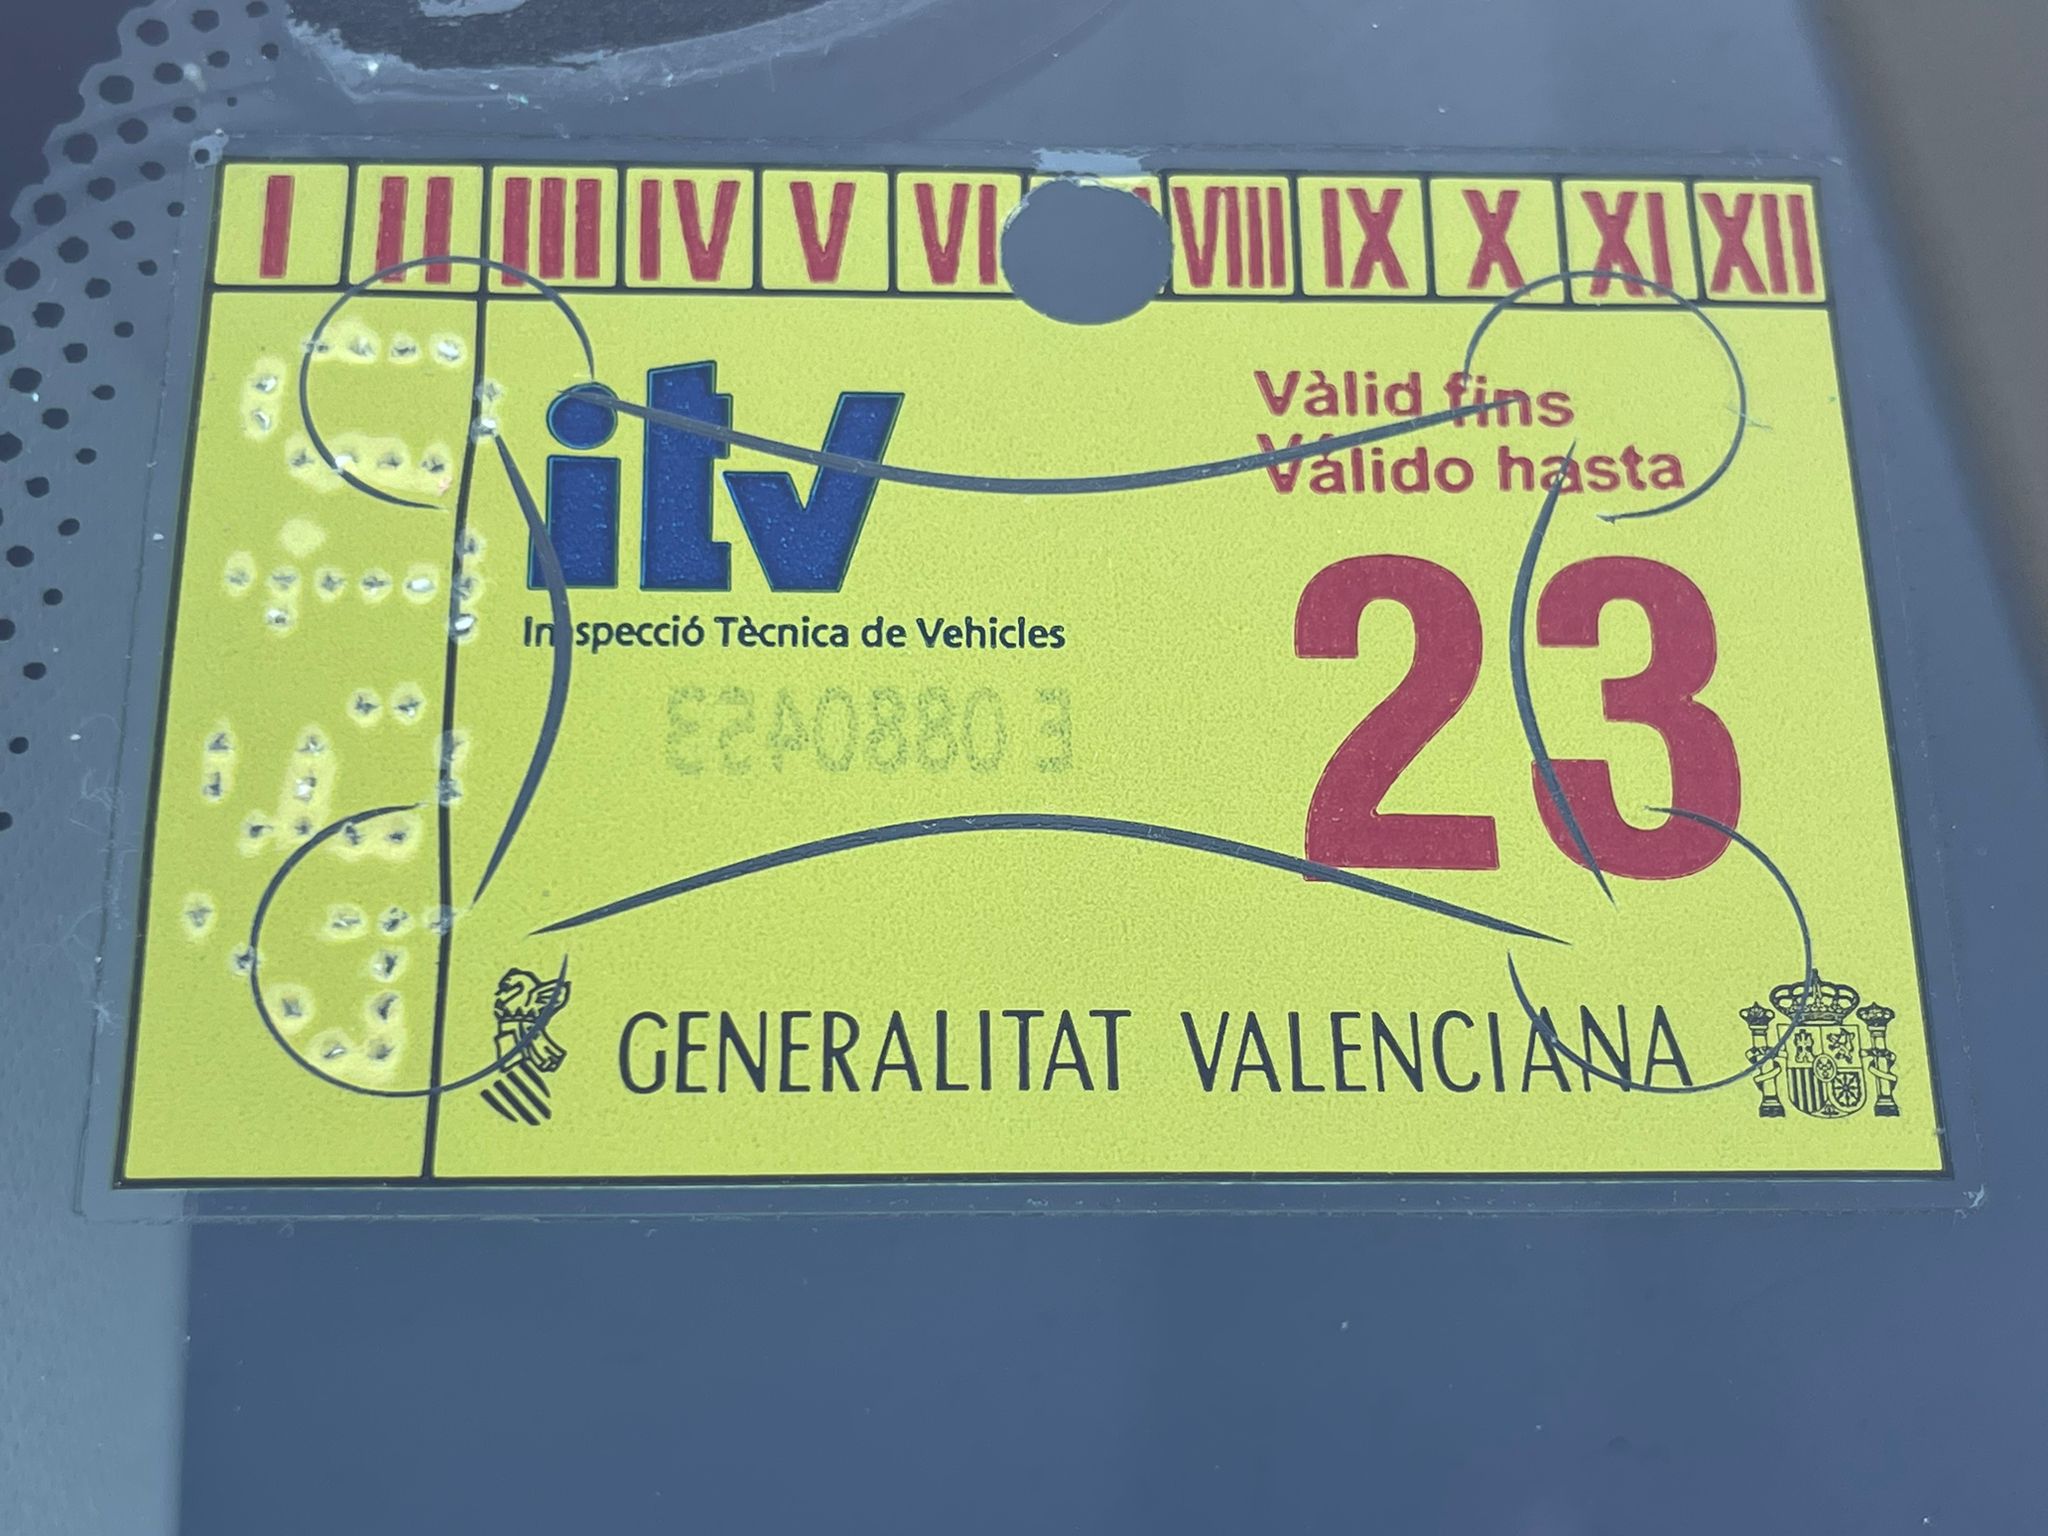 I II III IV V VI VIII IX X XI XII
itv
Vàlid fins
Válido hasta
23
Inspecció Tècnica de Vehicles
E 0880453
GENERALITAT VALENCIANA